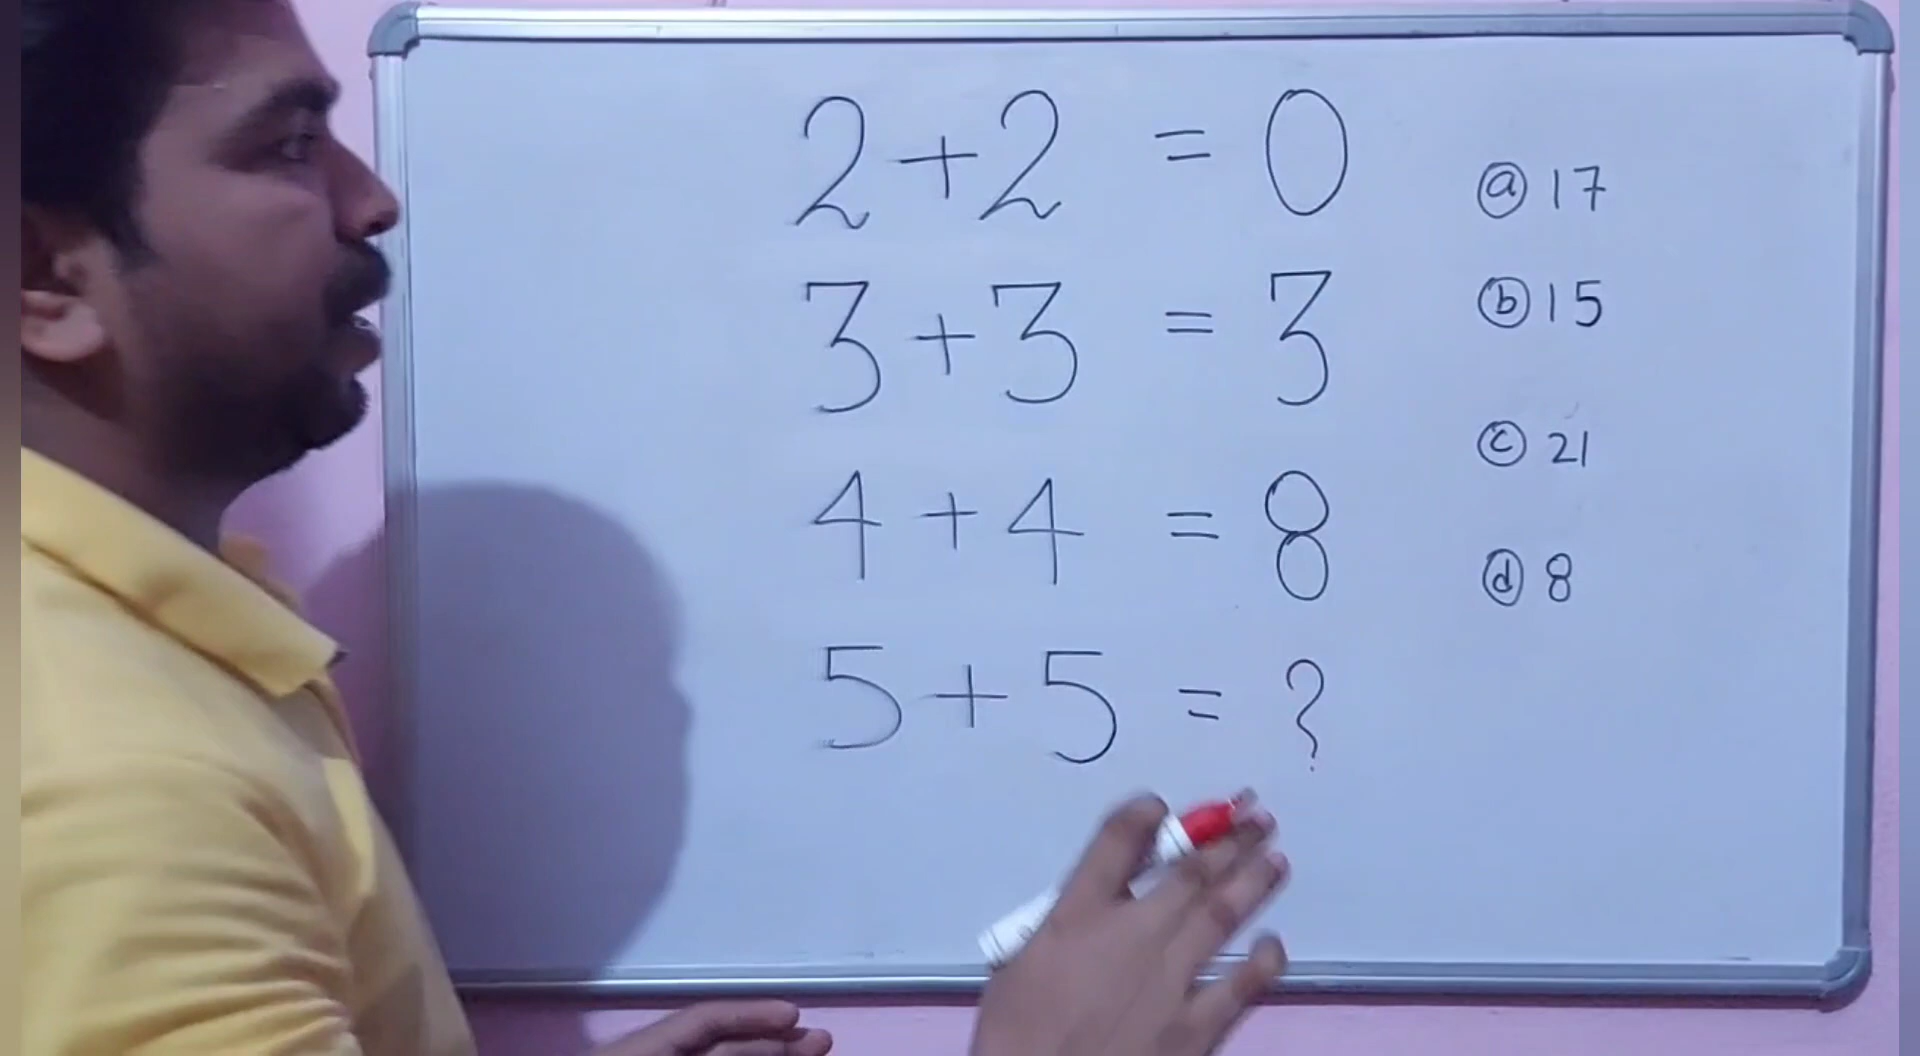 2+2 = 0
3+3 = 3
4+4 = 8
5+5 = ?
ⓐ 17
ⓑ 15
ⓒ 21
ⓓ 8